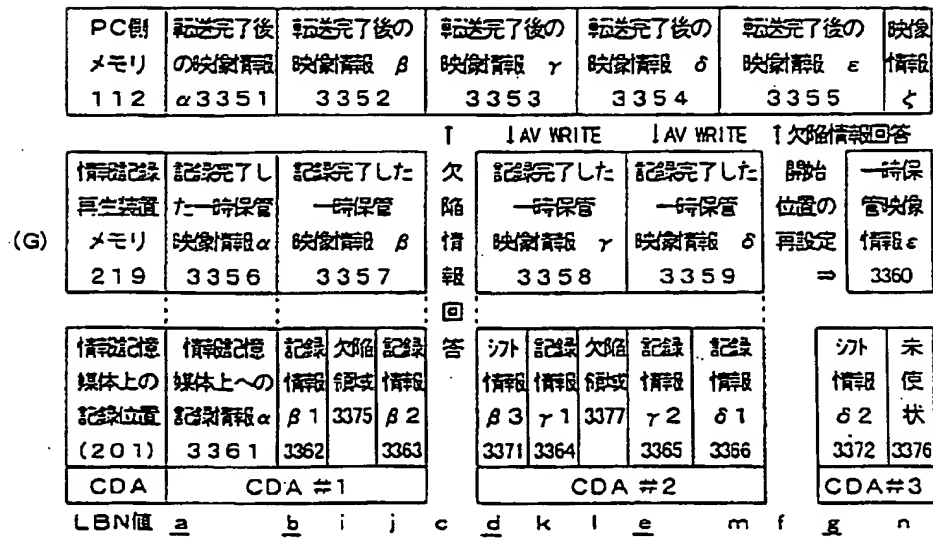 PC側 転送完了後 転送完了後の 転送完了後の 転送完了後の 転送完了後の 映像
メモリ の映像情報 映像情報 β 映像情報 γ 映像情報 δ 映像情報 ε 情報
112 α3351 3352 3353 3354 3355 ζ
↑ ↓AV WRITE ↓AV WRITE ↑欠陥情報回答
情報記録 記録完了し 記録完了した 欠 記録完了した 記録完了した 開始 一時保
再生装置 た一時保管 一時保管 陥 一時保管 一時保管 位置の 管映像
(G) メモリ 映像情報α 映像情報 β 情 映像情報 γ 映像情報 δ 再設定 情報ε
219 3356 3357 報 3358 3359 ⇒ 3360
回
情報記憶 情報記憶 記録 欠陥 記録 答 シフト 記録 欠陥 記録 記録 シフト 未
媒体上の 媒体上への 情報 領域 情報 情報 情報 領域 情報 情報 情報 使
記録位置 記録情報α β1 3375 β2 β3 γ1 3377 γ2 δ1 δ2 状
(201) 3361 3362 3363 3371 3364 3365 3366 3372 3376
CDA CDA #1 CDA #2 CDA#3
LBN値 a b i j c d k l e m f g n